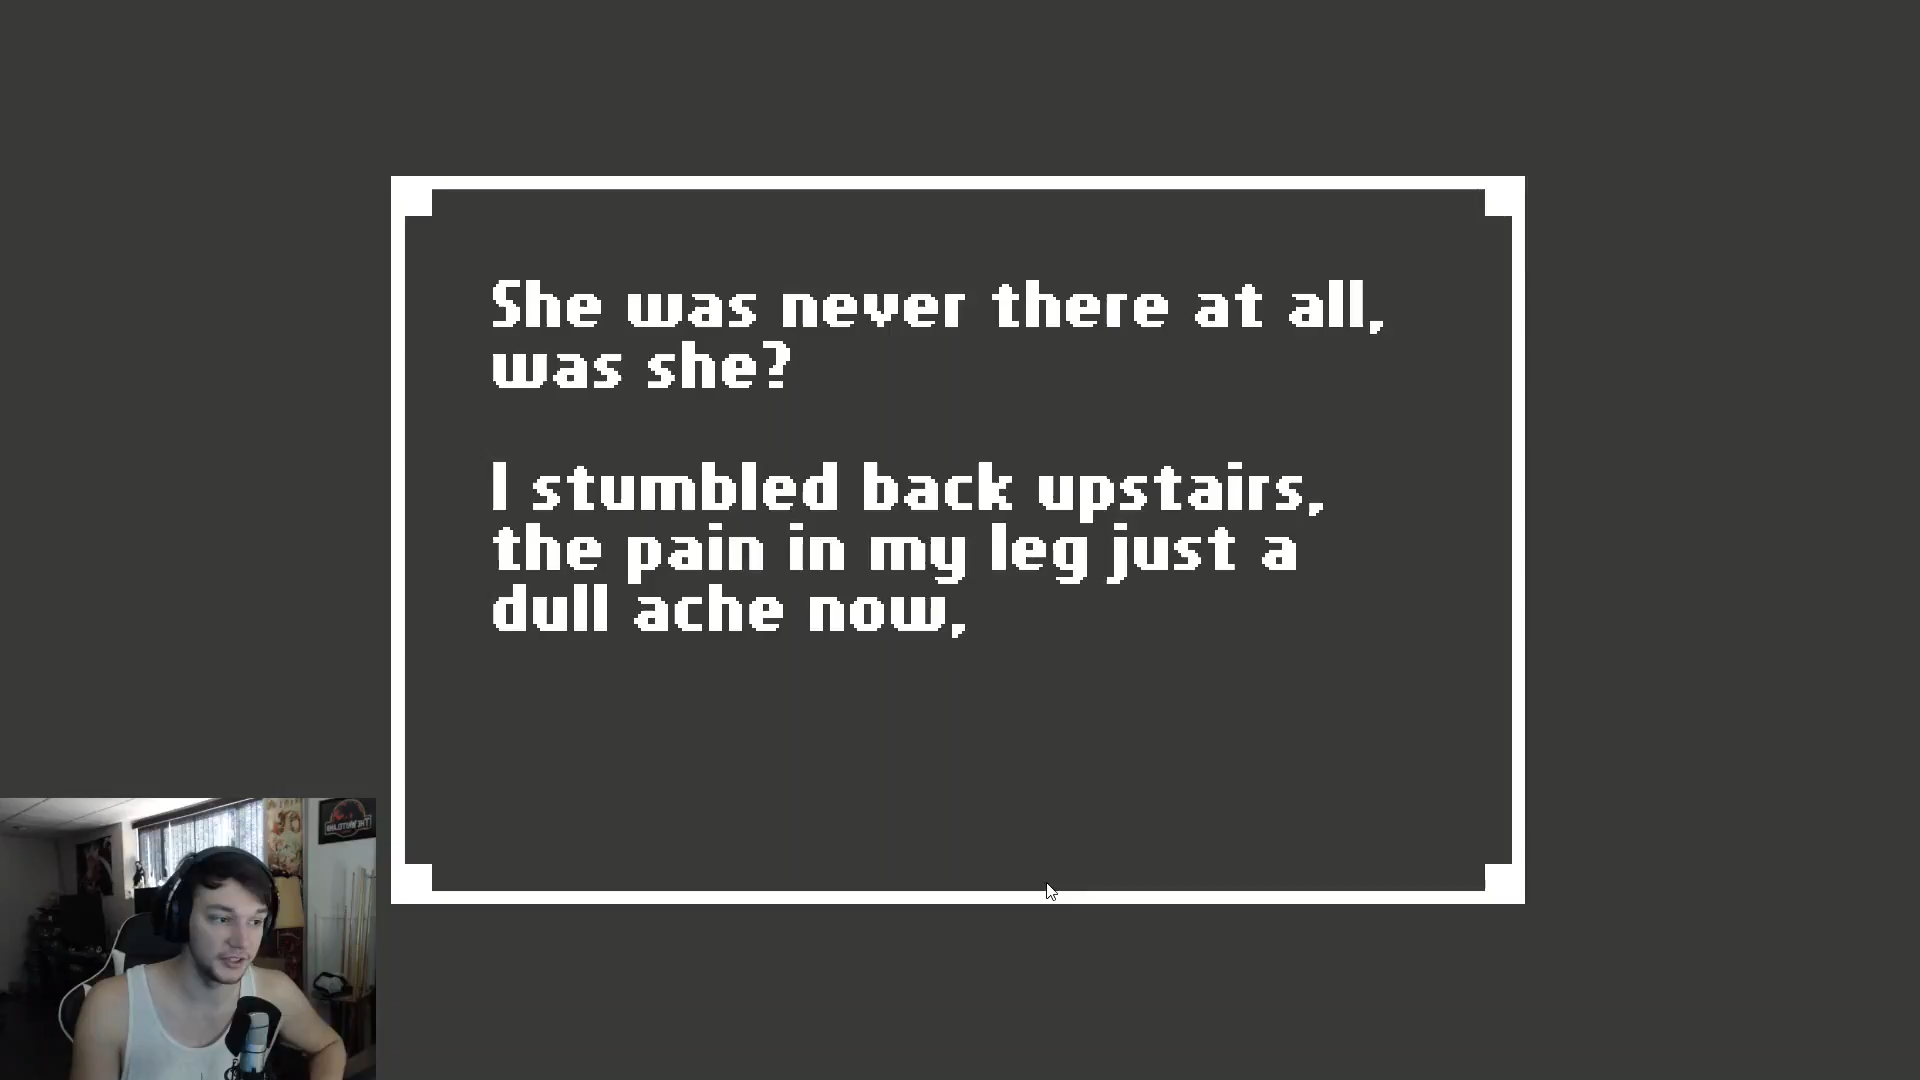 She was never there at all,
was she?
I stumbled back upstairs,
the pain in my leg just a
dull ache now,